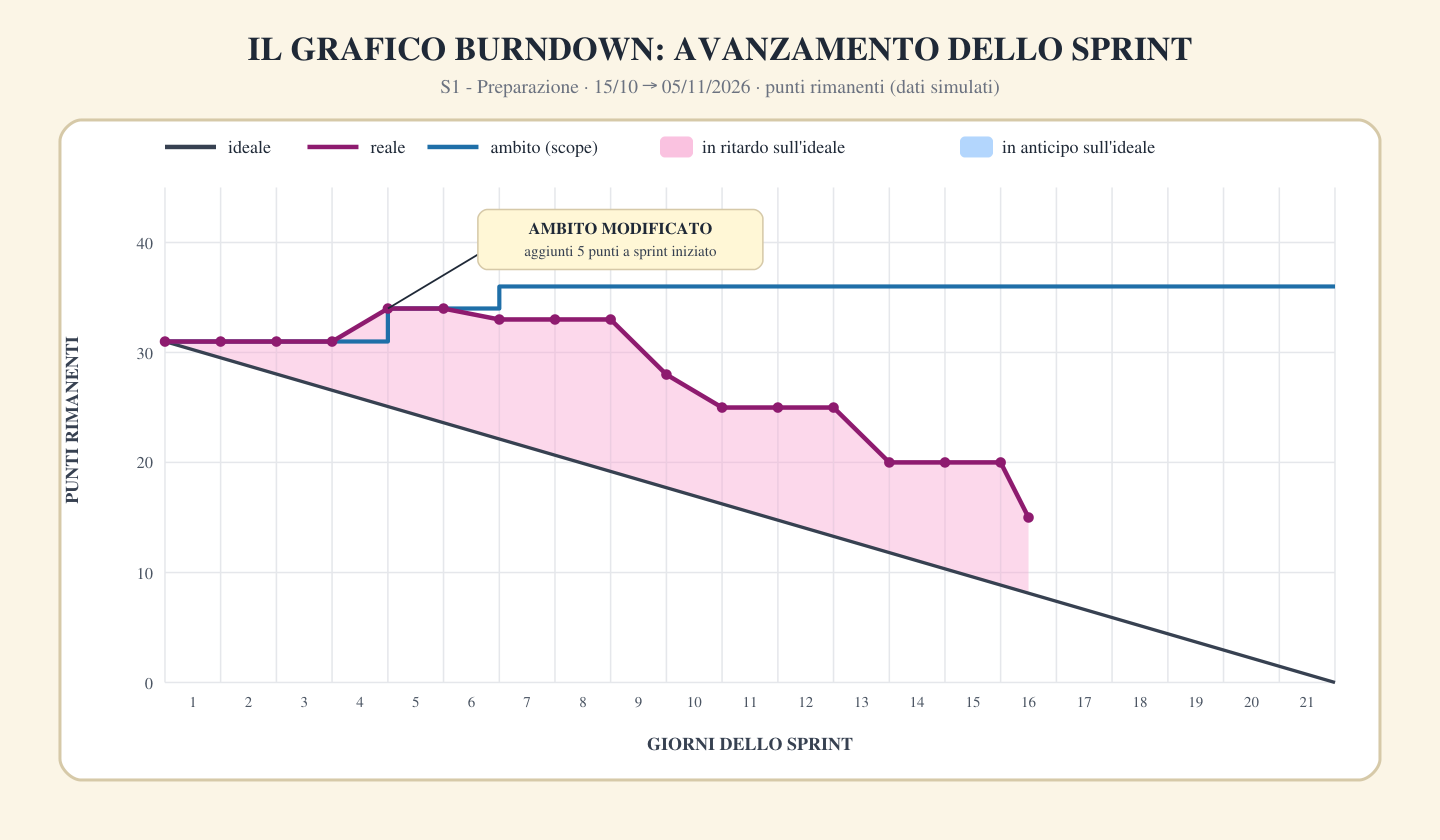 IL GRAFICO BURNDOWN: AVANZAMENTO DELLO SPRINT
S1 - Preparazione · 15/10 → 05/11/2026 · punti rimanenti (dati simulati)
ideale reale ambito (scope) in ritardo sull'ideale in anticipo sull'ideale
AMBITO MODIFICATO
aggiunti 5 punti a sprint iniziato
40
30
20
10
0
PUNTI RIMANENTI
1 2 3 4 5 6 7 8 9 10 11 12 13 14 15 16 17 18 19 20 21
GIORNI DELLO SPRINT